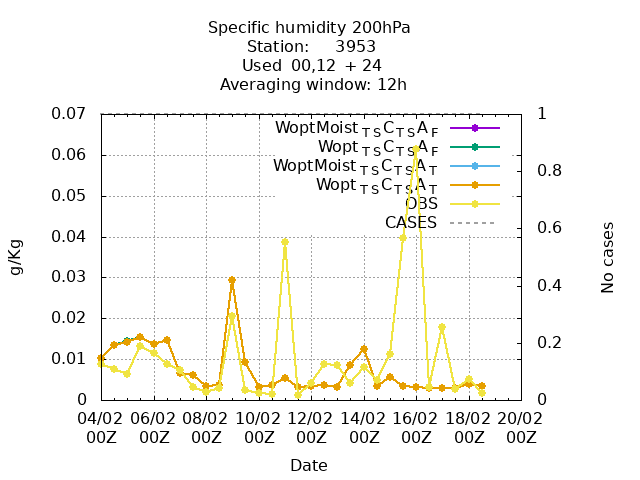 Specific humidity 200hPa
Station: 3953
Used 00,12 + 24
Averaging window: 12h
g/Kg
0.07
0.06
0.05
0.04
0.03
0.02
0.01
0
1
0.8
0.6
0.4
0.2
0
No cases
WoptMoist TS C TS A F
Wopt TS C TS A F
WoptMoist TS C TS A T
Wopt TS C TS A T
OBS
CASES
04/02 06/02 08/02 10/02 12/02 14/02 16/02 18/02 20/02
00Z 00Z 00Z 00Z 00Z 00Z 00Z 00Z 00Z
Date